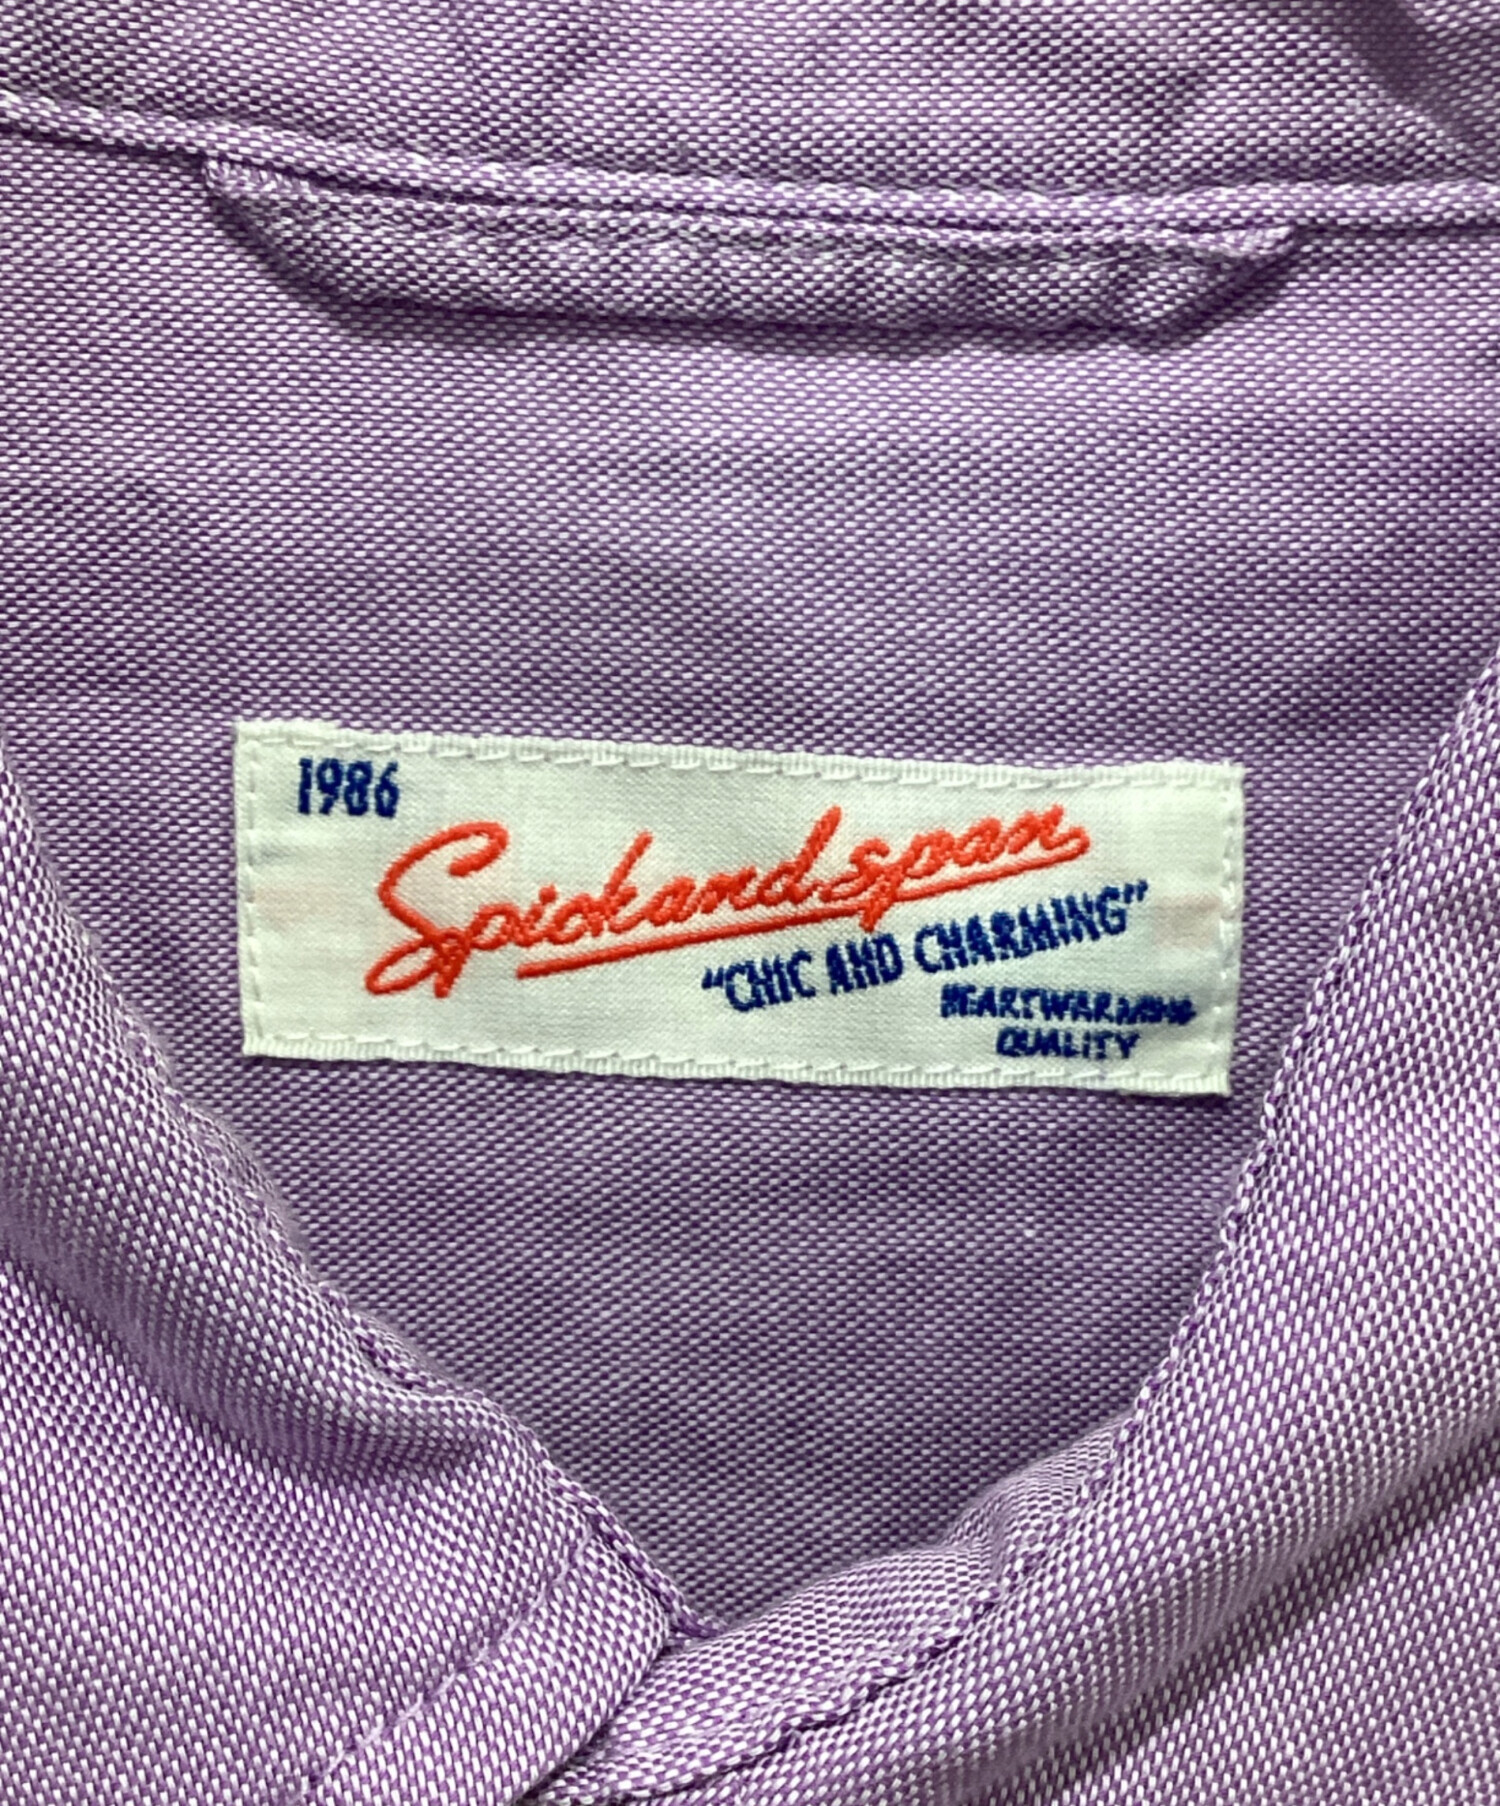 1986
Spickandspan
"CHIC AND CHARMING"
HEARTWARMING
QUALITY